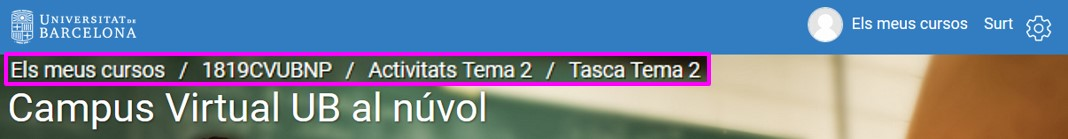 UNIVERSITAT DE
BARCELONA
Els meus cursos Surt
Els meus cursos / 1819CVUBNP / Activitats Tema 2 / Tasca Tema 2
Campus Virtual UB al núvol